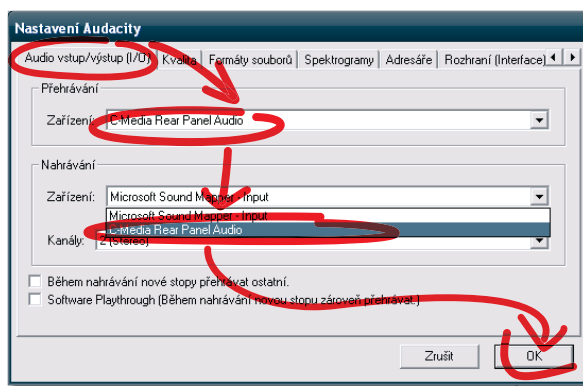 Nastavení Audacity
Audio vstup/výstup (I/O) Kvalita Formáty souborů Spektrogramy Adresáře Rozhraní (Interface)
Přehrávání
Zařízení: C-Media Rear Panel Audio
Nahrávání
Zařízení: Microsoft Sound Mapper - Input
Microsoft Sound Mapper - Input
C-Media Rear Panel Audio
Kanály: 2 (Stereo)
Během nahrávání nové stopy přehrávat ostatní.
Software Playthrough (Během nahrávání novou stopu zároveň přehrávat.)
Zrušit OK